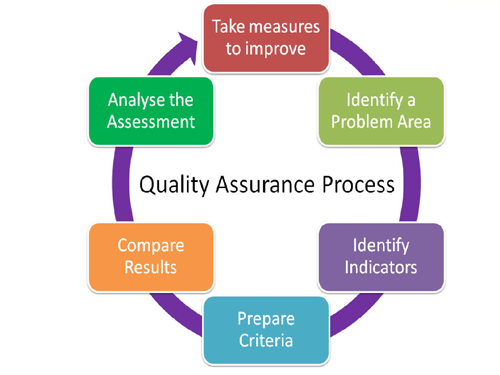 Take measures
to improve
Identify a
Problem Area
Identify
Indicators
Prepare
Criteria
Compare
Results
Analyse the
Assessment
Quality Assurance Process